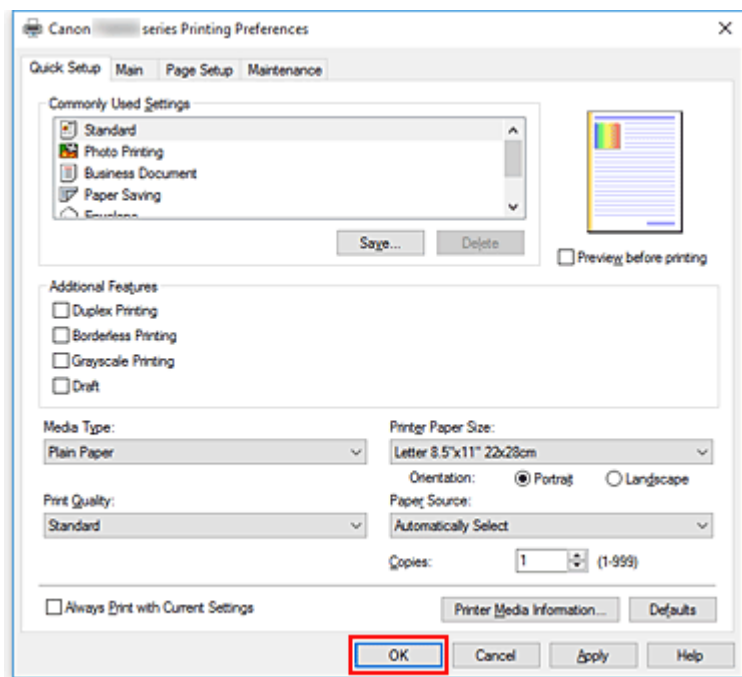 Canon series Printing Preferences
Quick Setup Main Page Setup Maintenance
Commonly Used Settings
Standard
Photo Printing
Business Document
Paper Saving
Envelope
Save... Delete
Preview before printing
Additional Features
Duplex Printing
Borderless Printing
Grayscale Printing
Draft
Media Type: Printer Paper Size:
Plain Paper Letter 8.5"x11" 22x28cm
Orientation: Portrait Landscape
Print Quality: Paper Source:
Standard Automatically Select
Copies: 1 (1-999)
Always Print with Current Settings Printer Media Information... Defaults
OK Cancel Apply Help